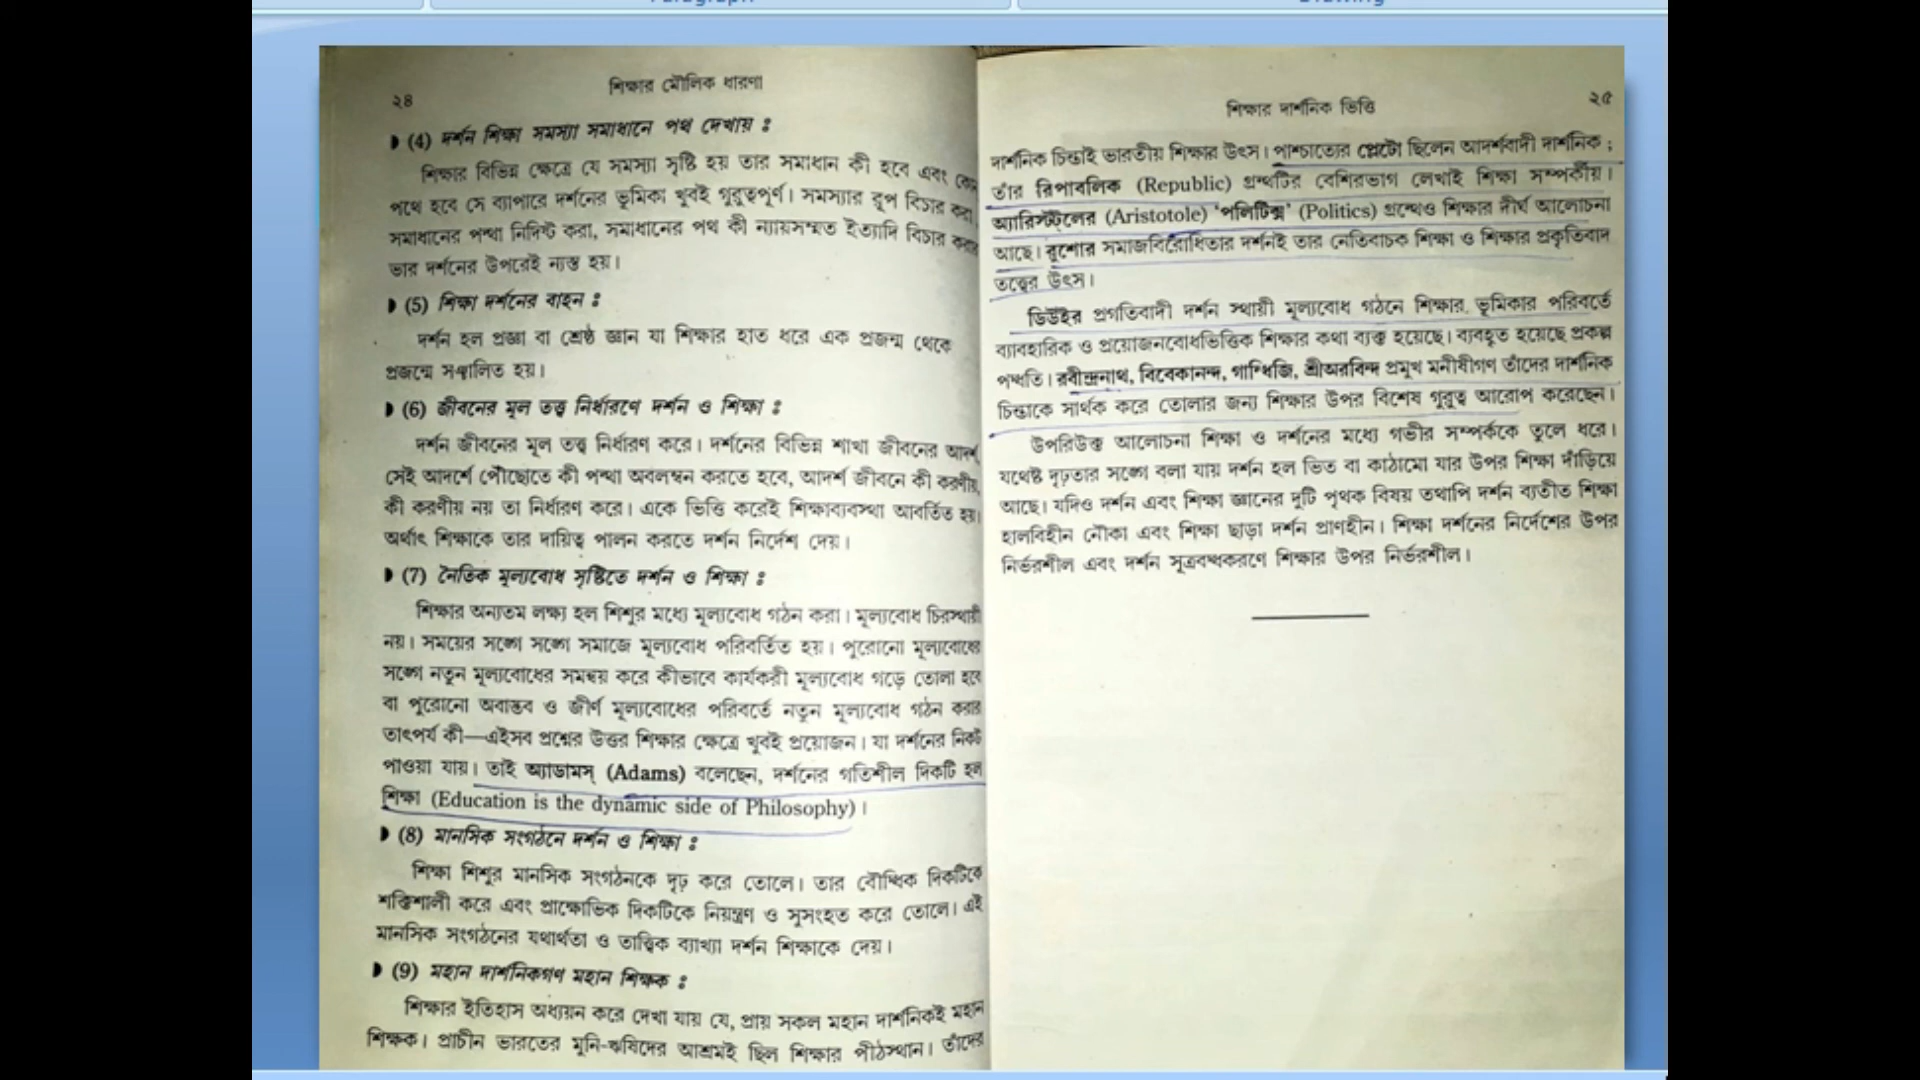 ২৪
শিক্ষার মৌলিক ধারণা
(4) দর্শন শিক্ষা সমস্যা সমাধানে পথ দেখায় :
শিক্ষার বিভিন্ন ক্ষেত্রে যে সমস্যা সৃষ্টি হয় তার সমাধান কী হবে এবং কোন
পথে হবে সে ব্যাপারে দর্শনের ভূমিকা খুবই গুরুত্বপূর্ণ। সমস্যার রূপ বিচার করা,
সমাধানের পন্থা নির্দিষ্ট করা, সমাধানের পথ কী ন্যায়সম্মত ইত্যাদি বিচার করার
ভার দর্শনের উপরেই ন্যস্ত হয়।
(5) শিক্ষা দর্শনের বাহন :
দর্শন হল প্রজ্ঞা বা শ্রেষ্ঠ জ্ঞান যা শিক্ষার হাত ধরে এক প্রজন্ম থেকে
প্রজন্মে সঞ্চালিত হয়।
(6) জীবনের মূল তত্ত্ব নির্ধারণে দর্শন ও শিক্ষা :
দর্শন জীবনের মূল তত্ত্ব নির্ধারণ করে। দর্শনের বিভিন্ন শাখা জীবনের আদর্শ,
সেই আদর্শে পৌছোতে কী পন্থা অবলম্বন করতে হবে, আদর্শ জীবনে কী করণীয়,
কী করণীয় নয় তা নির্ধারণ করে। একে ভিত্তি করেই শিক্ষাব্যবস্থা আবর্তিত হয়।
অর্থাৎ শিক্ষাকে তার দায়িত্ব পালন করতে দর্শন নির্দেশ দেয়।
(7) নৈতিক মূল্যবোধ সৃষ্টিতে দর্শন ও শিক্ষা :
শিক্ষার অন্যতম লক্ষ্য হল শিশুর মধ্যে মূল্যবোধ গঠন করা। মূল্যবোধ চিরস্থায়ী
নয়। সময়ের সঙ্গে সঙ্গে সমাজে মূল্যবোধ পরিবর্তিত হয়। পুরোনো মূল্যবোধের
সঙ্গে নতুন মূল্যবোধের সমন্বয় করে কীভাবে কার্যকরী মূল্যবোধ গড়ে তোলা হবে
বা পুরোনো অবাস্তব ও জীর্ণ মূল্যবোধের পরিবর্তে নতুন মূল্যবোধ গঠন করার
তাৎপর্য কী—এইসব প্রশ্নের উত্তর শিক্ষার ক্ষেত্রে খুবই প্রয়োজন। যা দর্শনের নিকট
পাওয়া যায়। তাই অ্যাডামস্ (Adams) বলেছেন, দর্শনের গতিশীল দিকটি হল
শিক্ষা (Education is the dynamic side of Philosophy)।
(8) মানসিক সংগঠনে দর্শন ও শিক্ষা :
শিক্ষা শিশুর মানসিক সংগঠনকে দৃঢ় করে তোলে। তার বৌদ্ধিক দিকটিকে
শক্তিশালী করে এবং প্রাক্ষোভিক দিকটিকে নিয়ন্ত্রণ ও সুসংহত করে তোলে। এই
মানসিক সংগঠনের যথার্থতা ও তাত্ত্বিক ব্যাখ্যা দর্শন শিক্ষাকে দেয়।
(9) মহান দার্শনিকগণ মহান শিক্ষক :
শিক্ষার ইতিহাস অধ্যয়ন করে দেখা যায় যে, প্রায় সকল মহান দার্শনিকই মহান
শিক্ষক। প্রাচীন ভারতের মুনি-ঋষিদের আশ্রমই ছিল শিক্ষার পীঠস্থান। তাঁদের
শিক্ষার দার্শনিক ভিত্তি
২৫
দার্শনিক চিন্তাই ভারতীয় শিক্ষার উৎস। পাশ্চাত্যের প্লেটো ছিলেন আদর্শবাদী দার্শনিক ;
তাঁর রিপাবলিক (Republic) গ্রন্থটির বেশিরভাগ লেখাই শিক্ষা সম্পর্কীয়।
অ্যারিস্টটলের (Aristotole) ‘পলিটিক্স’ (Politics) গ্রন্থেও শিক্ষার দীর্ঘ আলোচনা
আছে। রুশোর সমাজবিরোধিতার দর্শনই তার নেতিবাচক শিক্ষা ও শিক্ষার প্রকৃতিবাদ
তত্ত্বের উৎস।
ডিউইর প্রগতিবাদী দর্শন স্থায়ী মূল্যবোধ গঠনে শিক্ষার ভূমিকার পরিবর্তে
ব্যাবহারিক ও প্রয়োজনবোধভিত্তিক শিক্ষার কথা ব্যক্ত হয়েছে। ব্যবহৃত হয়েছে প্রকল্প
পদ্ধতি। রবীন্দ্রনাথ, বিবেকানন্দ, গান্ধিজি, শ্রীঅরবিন্দ প্রমুখ মনীষীগণ তাঁদের দার্শনিক
চিন্তাকে সার্থক করে তোলার জন্য শিক্ষার উপর বিশেষ গুরুত্ব আরোপ করেছেন।
উপরিউক্ত আলোচনা শিক্ষা ও দর্শনের মধ্যে গভীর সম্পর্ককে তুলে ধরে।
যথেষ্ট দৃঢ়তার সঙ্গে বলা যায় দর্শন হল ভিত বা কাঠামো যার উপর শিক্ষা দাঁড়িয়ে
আছে। যদিও দর্শন এবং শিক্ষা জ্ঞানের দুটি পৃথক বিষয় তথাপি দর্শন ব্যতীত শিক্ষা
হালবিহীন নৌকা এবং শিক্ষা ছাড়া দর্শন প্রাণহীন। শিক্ষা দর্শনের নির্দেশের উপর
নির্ভরশীল এবং দর্শন সূত্রবদ্ধকরণে শিক্ষার উপর নির্ভরশীল।